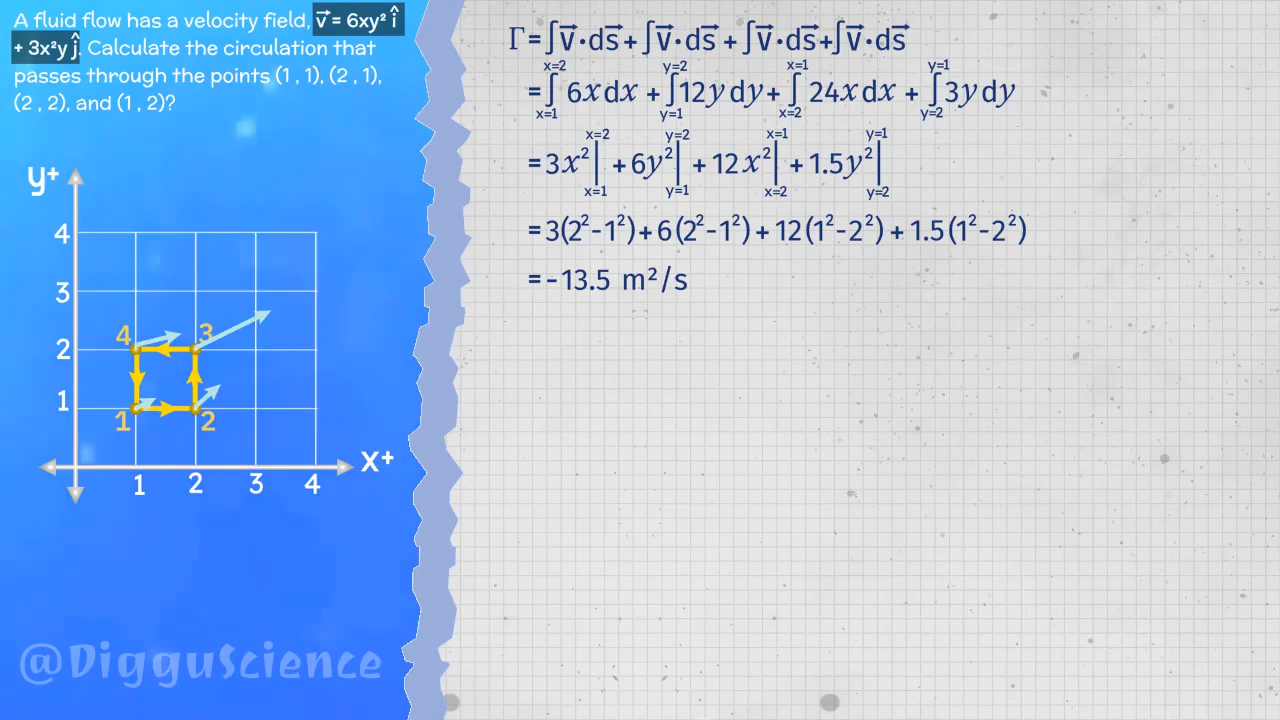 A fluid flow has a velocity field, v⃗ = 6xy² î
+ 3x²y ĵ. Calculate the circulation that
passes through the points (1 , 1), (2 , 1),
(2 , 2), and (1 , 2)?
y+
4
3
2
1
4 3
1 2
1 2 3 4
x+
@DigguScience
Γ = ∫v⃗·ds⃗ + ∫v⃗·ds⃗ + ∫v⃗·ds⃗ + ∫v⃗·ds⃗
x=2 y=2 x=1 y=1
= ∫ 6x dx + ∫ 12y dy + ∫ 24x dx + ∫ 3y dy
x=1 y=1 x=2 y=2
x=2 y=2 x=1 y=1
= 3x² | + 6y² | + 12x² | + 1.5y² |
x=1 y=1 x=2 y=2
= 3(2²-1²) + 6(2²-1²) + 12(1²-2²) + 1.5(1²-2²)
= -13.5 m²/s